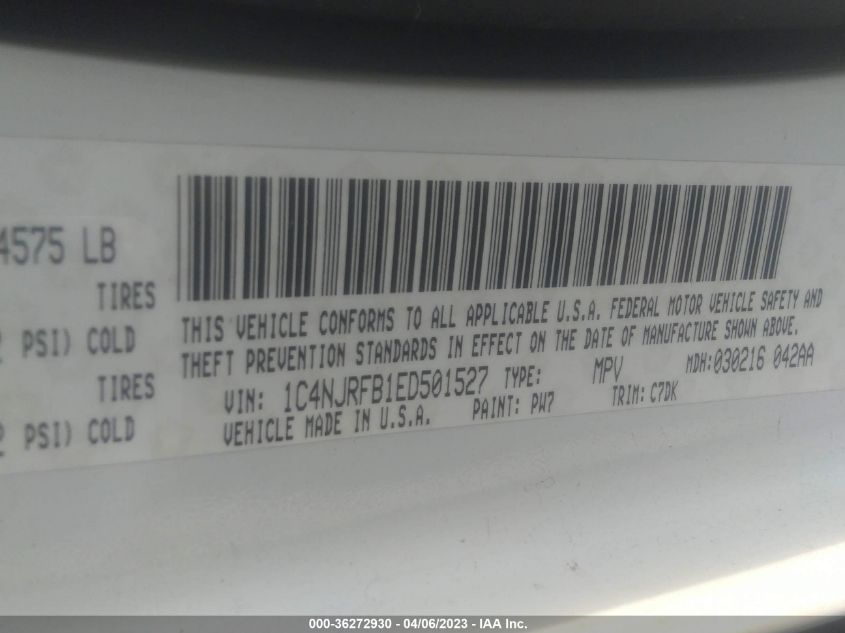 4575 LB
TIRES
PSI) COLD
TIRES
PSI) COLD
THIS VEHICLE CONFORMS TO ALL APPLICABLE U.S.A. FEDERAL MOTOR VEHICLE SAFETY AND
THEFT PREVENTION STANDARDS IN EFFECT ON THE DATE OF MANUFACTURE SHOWN ABOVE.
VIN: 1C4NJRFB1ED501527 TYPE: MPV MDH:030216 042AA
VEHICLE MADE IN U.S.A. PAINT: PW7 TRIM: C7DK
000-36272930 - 04/06/2023 - IAA Inc.